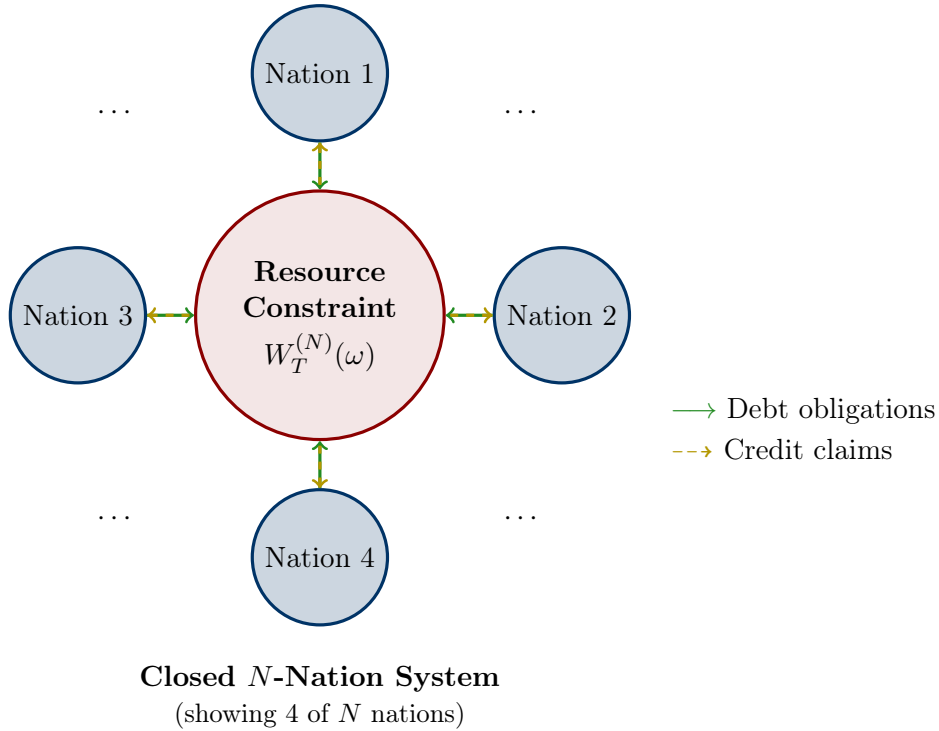 Nation 1
… …
Resource
Constraint
$W_T^{(N)}(\omega)$
Nation 3
Nation 2
Debt obligations
Credit claims
… …
Nation 4
Closed $N$-Nation System
(showing 4 of $N$ nations)